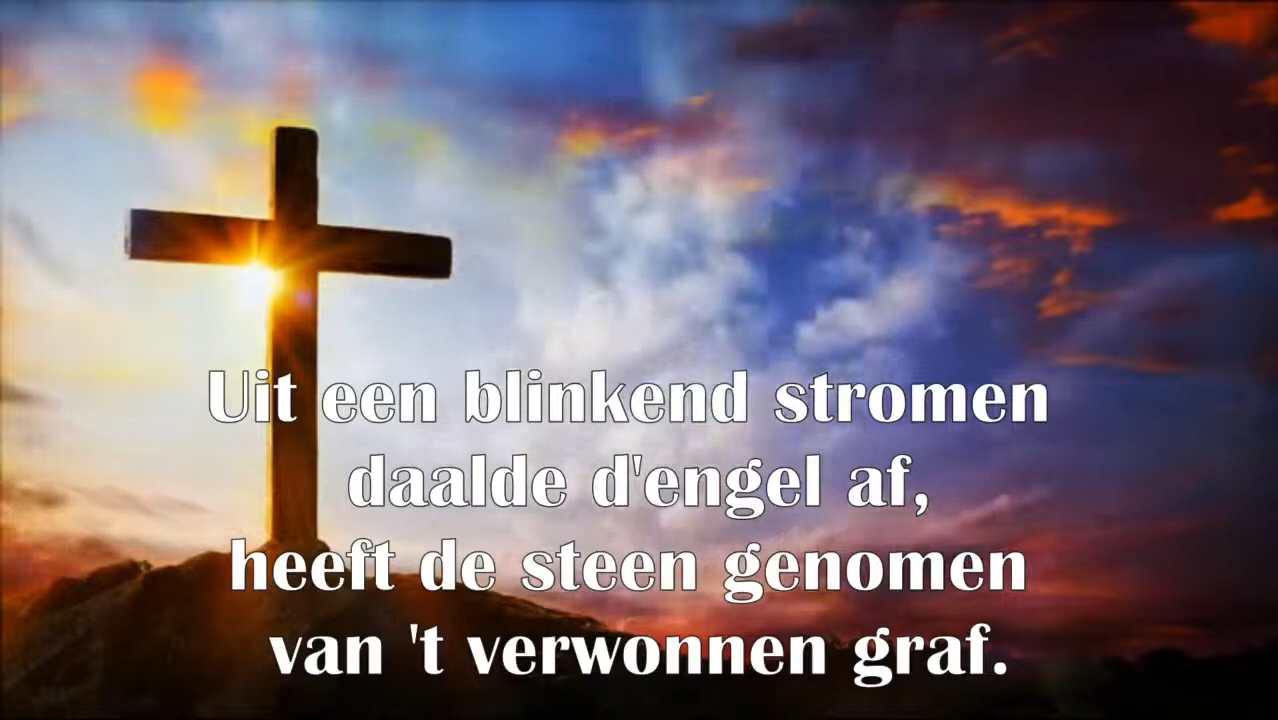 Uit een blinkend stromen
daalde d'engel af,
heeft de steen genomen
van 't verwonnen graf.